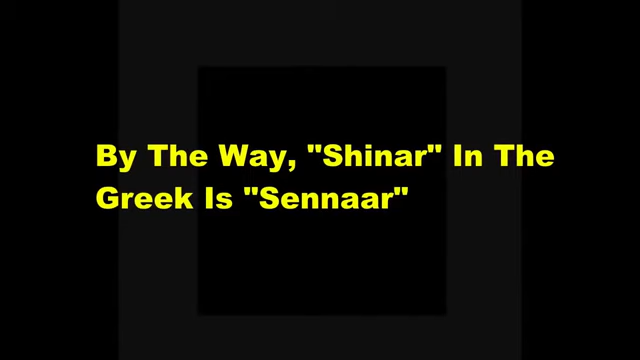 By The Way, "Shinar" In The
Greek Is "Sennaar"